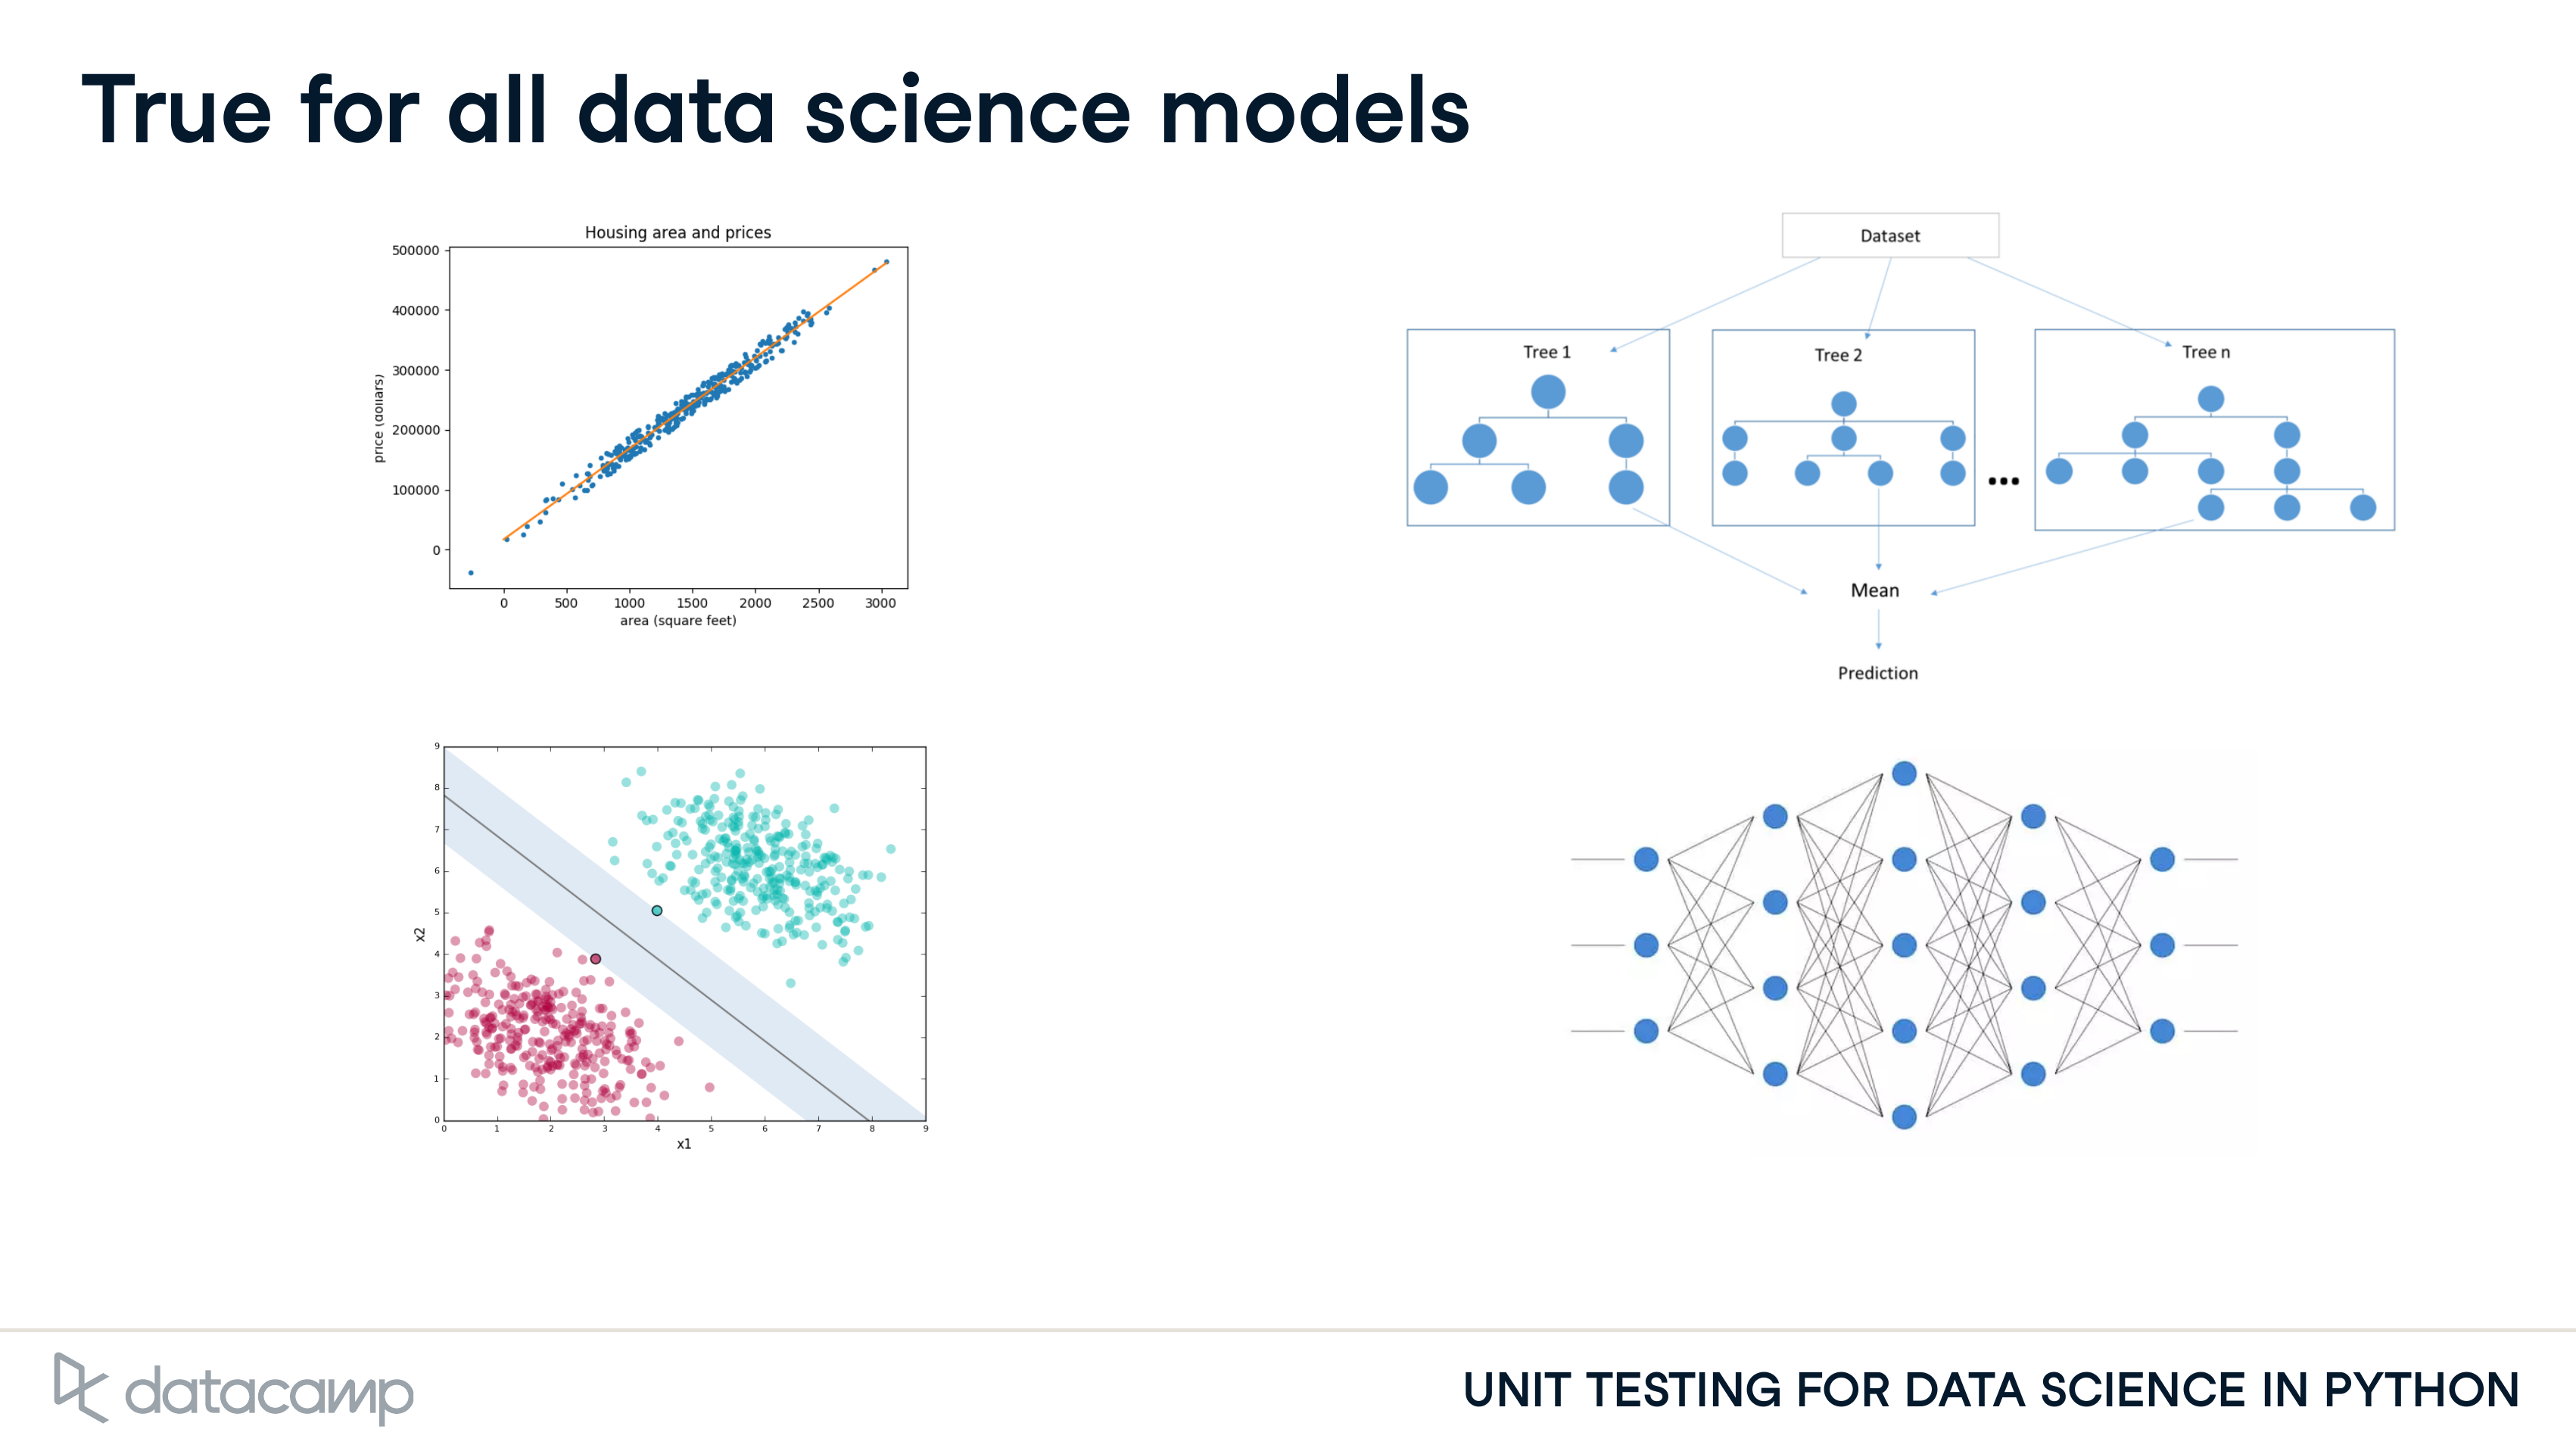 True for all data science models
Housing area and prices
500000
400000
300000
200000
100000
0
price (dollars)
0 500 1000 1500 2000 2500 3000
area (square feet)
Dataset
Tree 1
Tree 2
...
Tree n
Mean
Prediction
9
8
7
6
5
4
3
2
1
0
x2
0 1 2 3 4 5 6 7 8 9
x1
datacamp
UNIT TESTING FOR DATA SCIENCE IN PYTHON